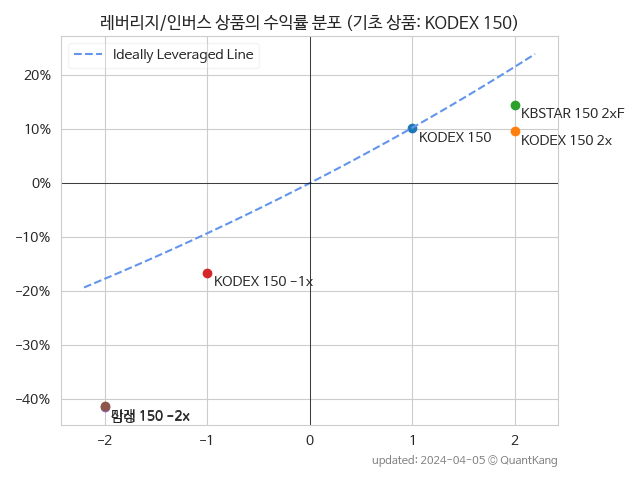 레버리지/인버스 상품의 수익률 분포 (기초 상품: KODEX 150)
Ideally Leveraged Line
20%
10%
0%
−10%
−20%
−30%
−40%
KBSTAR 150 2xF
KODEX 150 2x
KODEX 150
KODEX 150 −1x
150 −2x
−2
−1
0
1
2
updated: 2024-04-05 © QuantKang